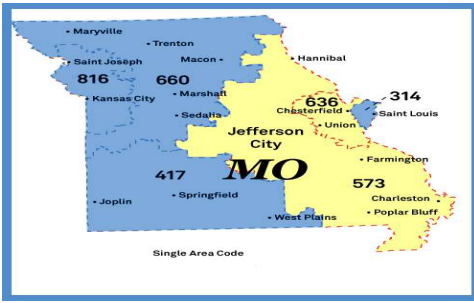 Maryville
Trenton
Saint Joseph
Macon
Hannibal
816
660
Kansas City
Marshall
636
314
Chesterfield
Saint Louis
Sedalia
Union
Jefferson
City
Farmington
MO
417
573
Joplin
Springfield
Charleston
Poplar Bluff
West Plains
Single Area Code